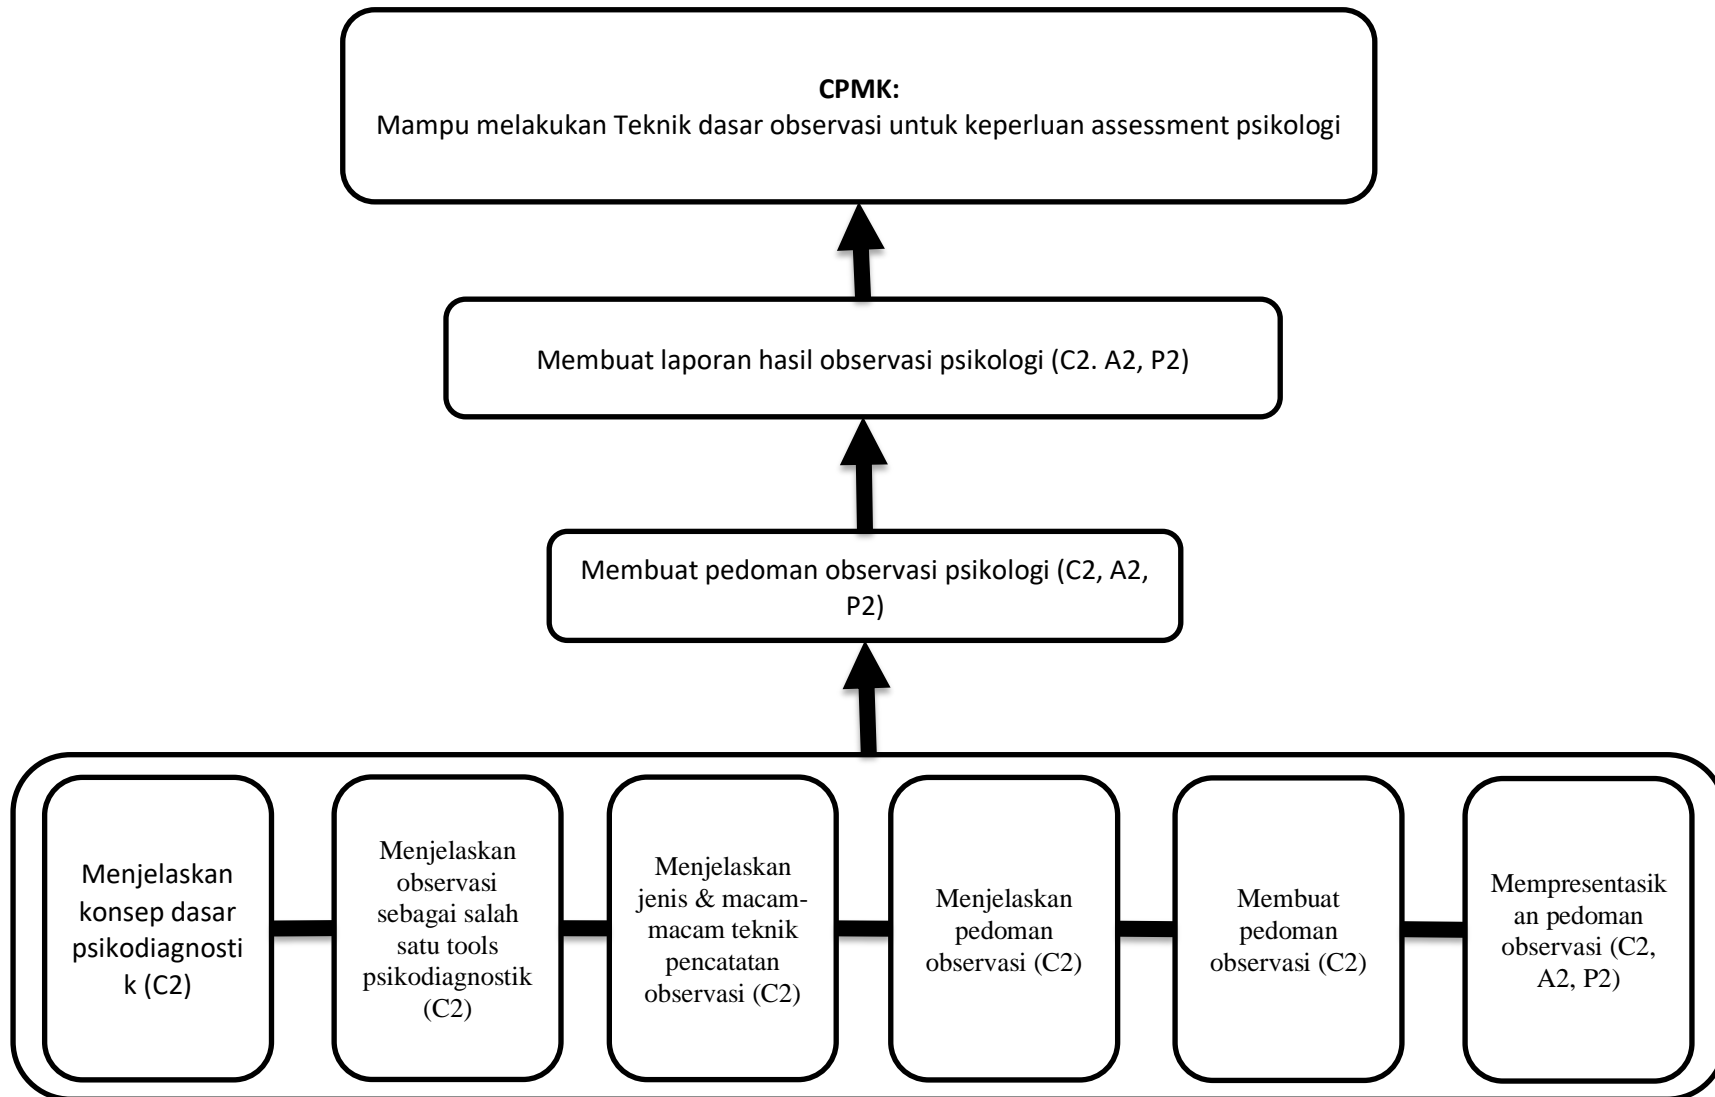 CPMK:
Mampu melakukan Teknik dasar observasi untuk keperluan assessment psikologi
Membuat laporan hasil observasi psikologi (C2. A2, P2)
Membuat pedoman observasi psikologi (C2, A2,
P2)
Menjelaskan
konsep dasar
psikodiagnosti
k (C2)
Menjelaskan
observasi
sebagai salah
satu tools
psikodiagnostik
(C2)
Menjelaskan
jenis & macam-
macam teknik
pencatatan
observasi (C2)
Menjelaskan
pedoman
observasi (C2)
Membuat
pedoman
observasi (C2)
Mempresentasik
an pedoman
observasi (C2,
A2, P2)